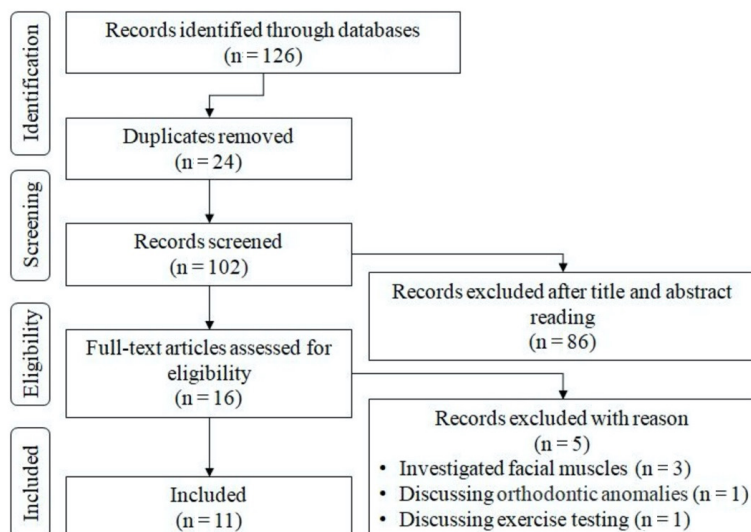 Identification
Records identified through databases
(n = 126)
Duplicates removed
(n = 24)
Screening
Records screened
(n = 102)
Records excluded after title and abstract
reading
(n = 86)
Eligibility
Full-text articles assessed for
eligibility
(n = 16)
Records excluded with reason
(n = 5)
• Investigated facial muscles (n = 3)
• Discussing orthodontic anomalies (n = 1)
• Discussing exercise testing (n = 1)
Included
Included
(n = 11)